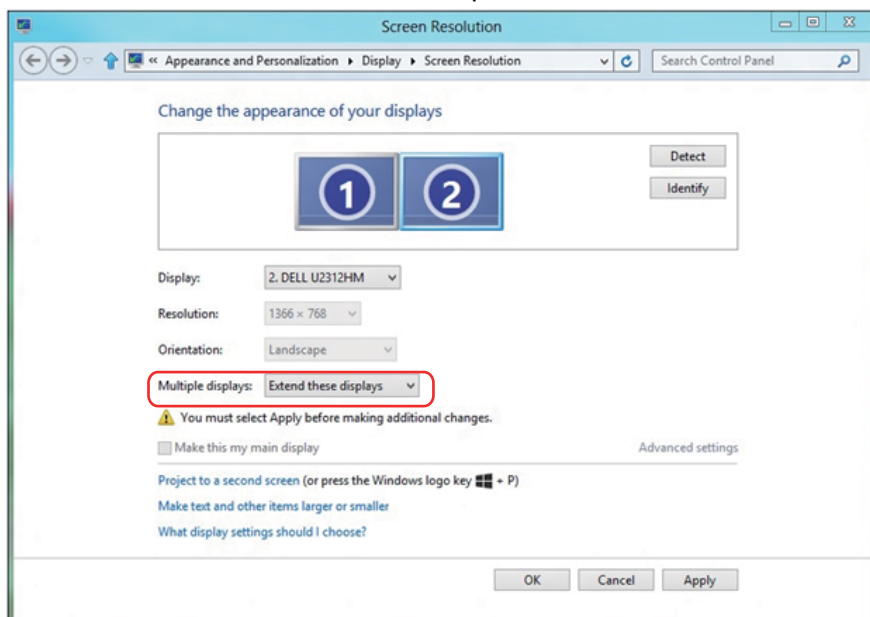 Screen Resolution
« Appearance and Personalization ▸ Display ▸ Screen Resolution
Search Control Panel
Change the appearance of your displays
1
2
Detect
Identify
Display: 2. DELL U2312HM
Resolution: 1366 × 768
Orientation: Landscape
Multiple displays: Extend these displays
You must select Apply before making additional changes.
Make this my main display
Advanced settings
Project to a second screen (or press the Windows logo key + P)
Make text and other items larger or smaller
What display settings should I choose?
OK
Cancel
Apply